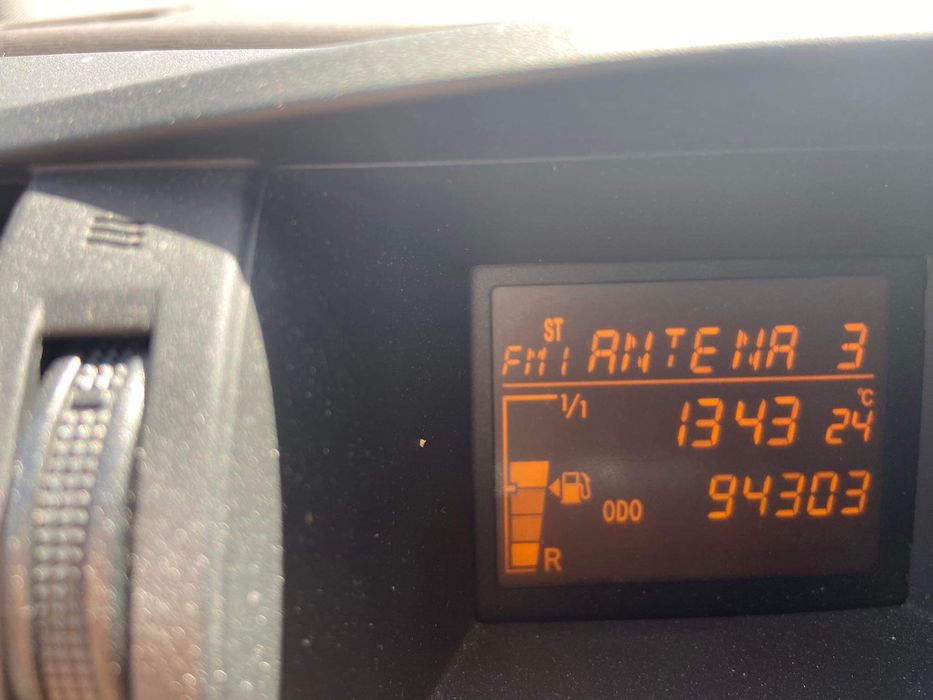 ST
FM1 ANTENA 3
1/1 1343 °C 24
ODO 94303
R